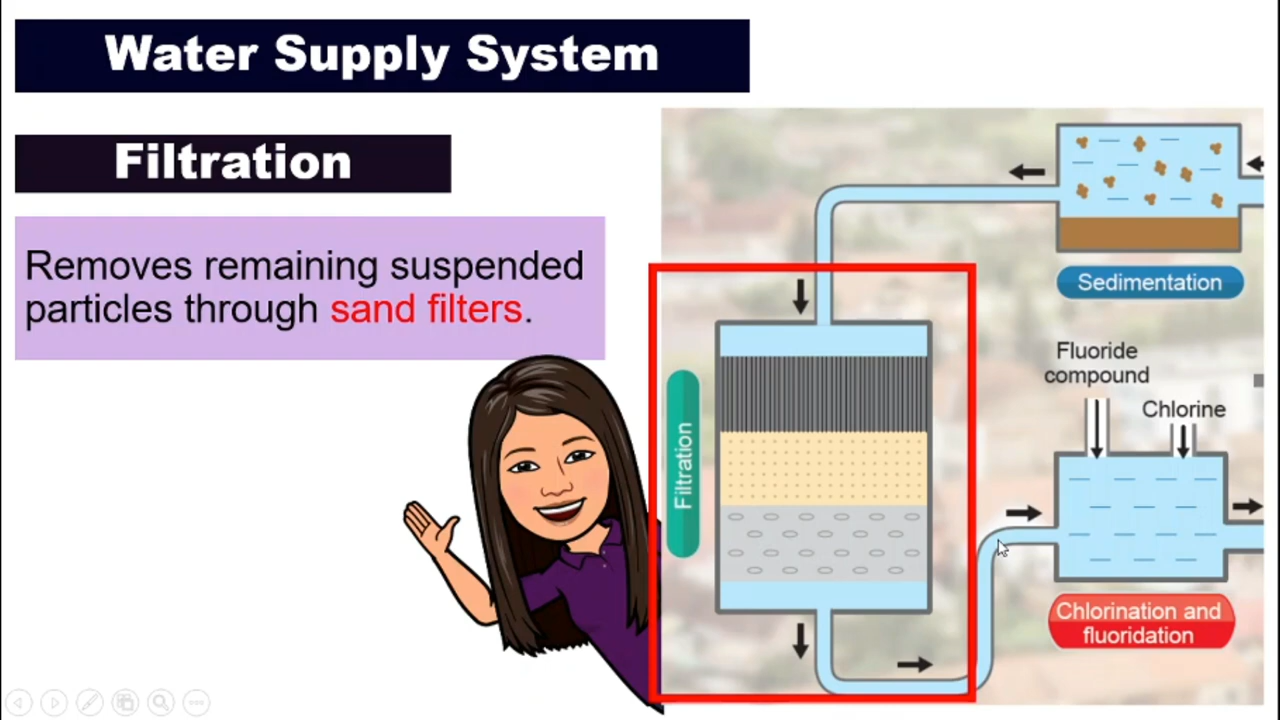 Water Supply System
Filtration
Removes remaining suspended
particles through sand filters.
Sedimentation
Filtration
Fluoride
compound
Chlorine
Chlorination and
fluoridation